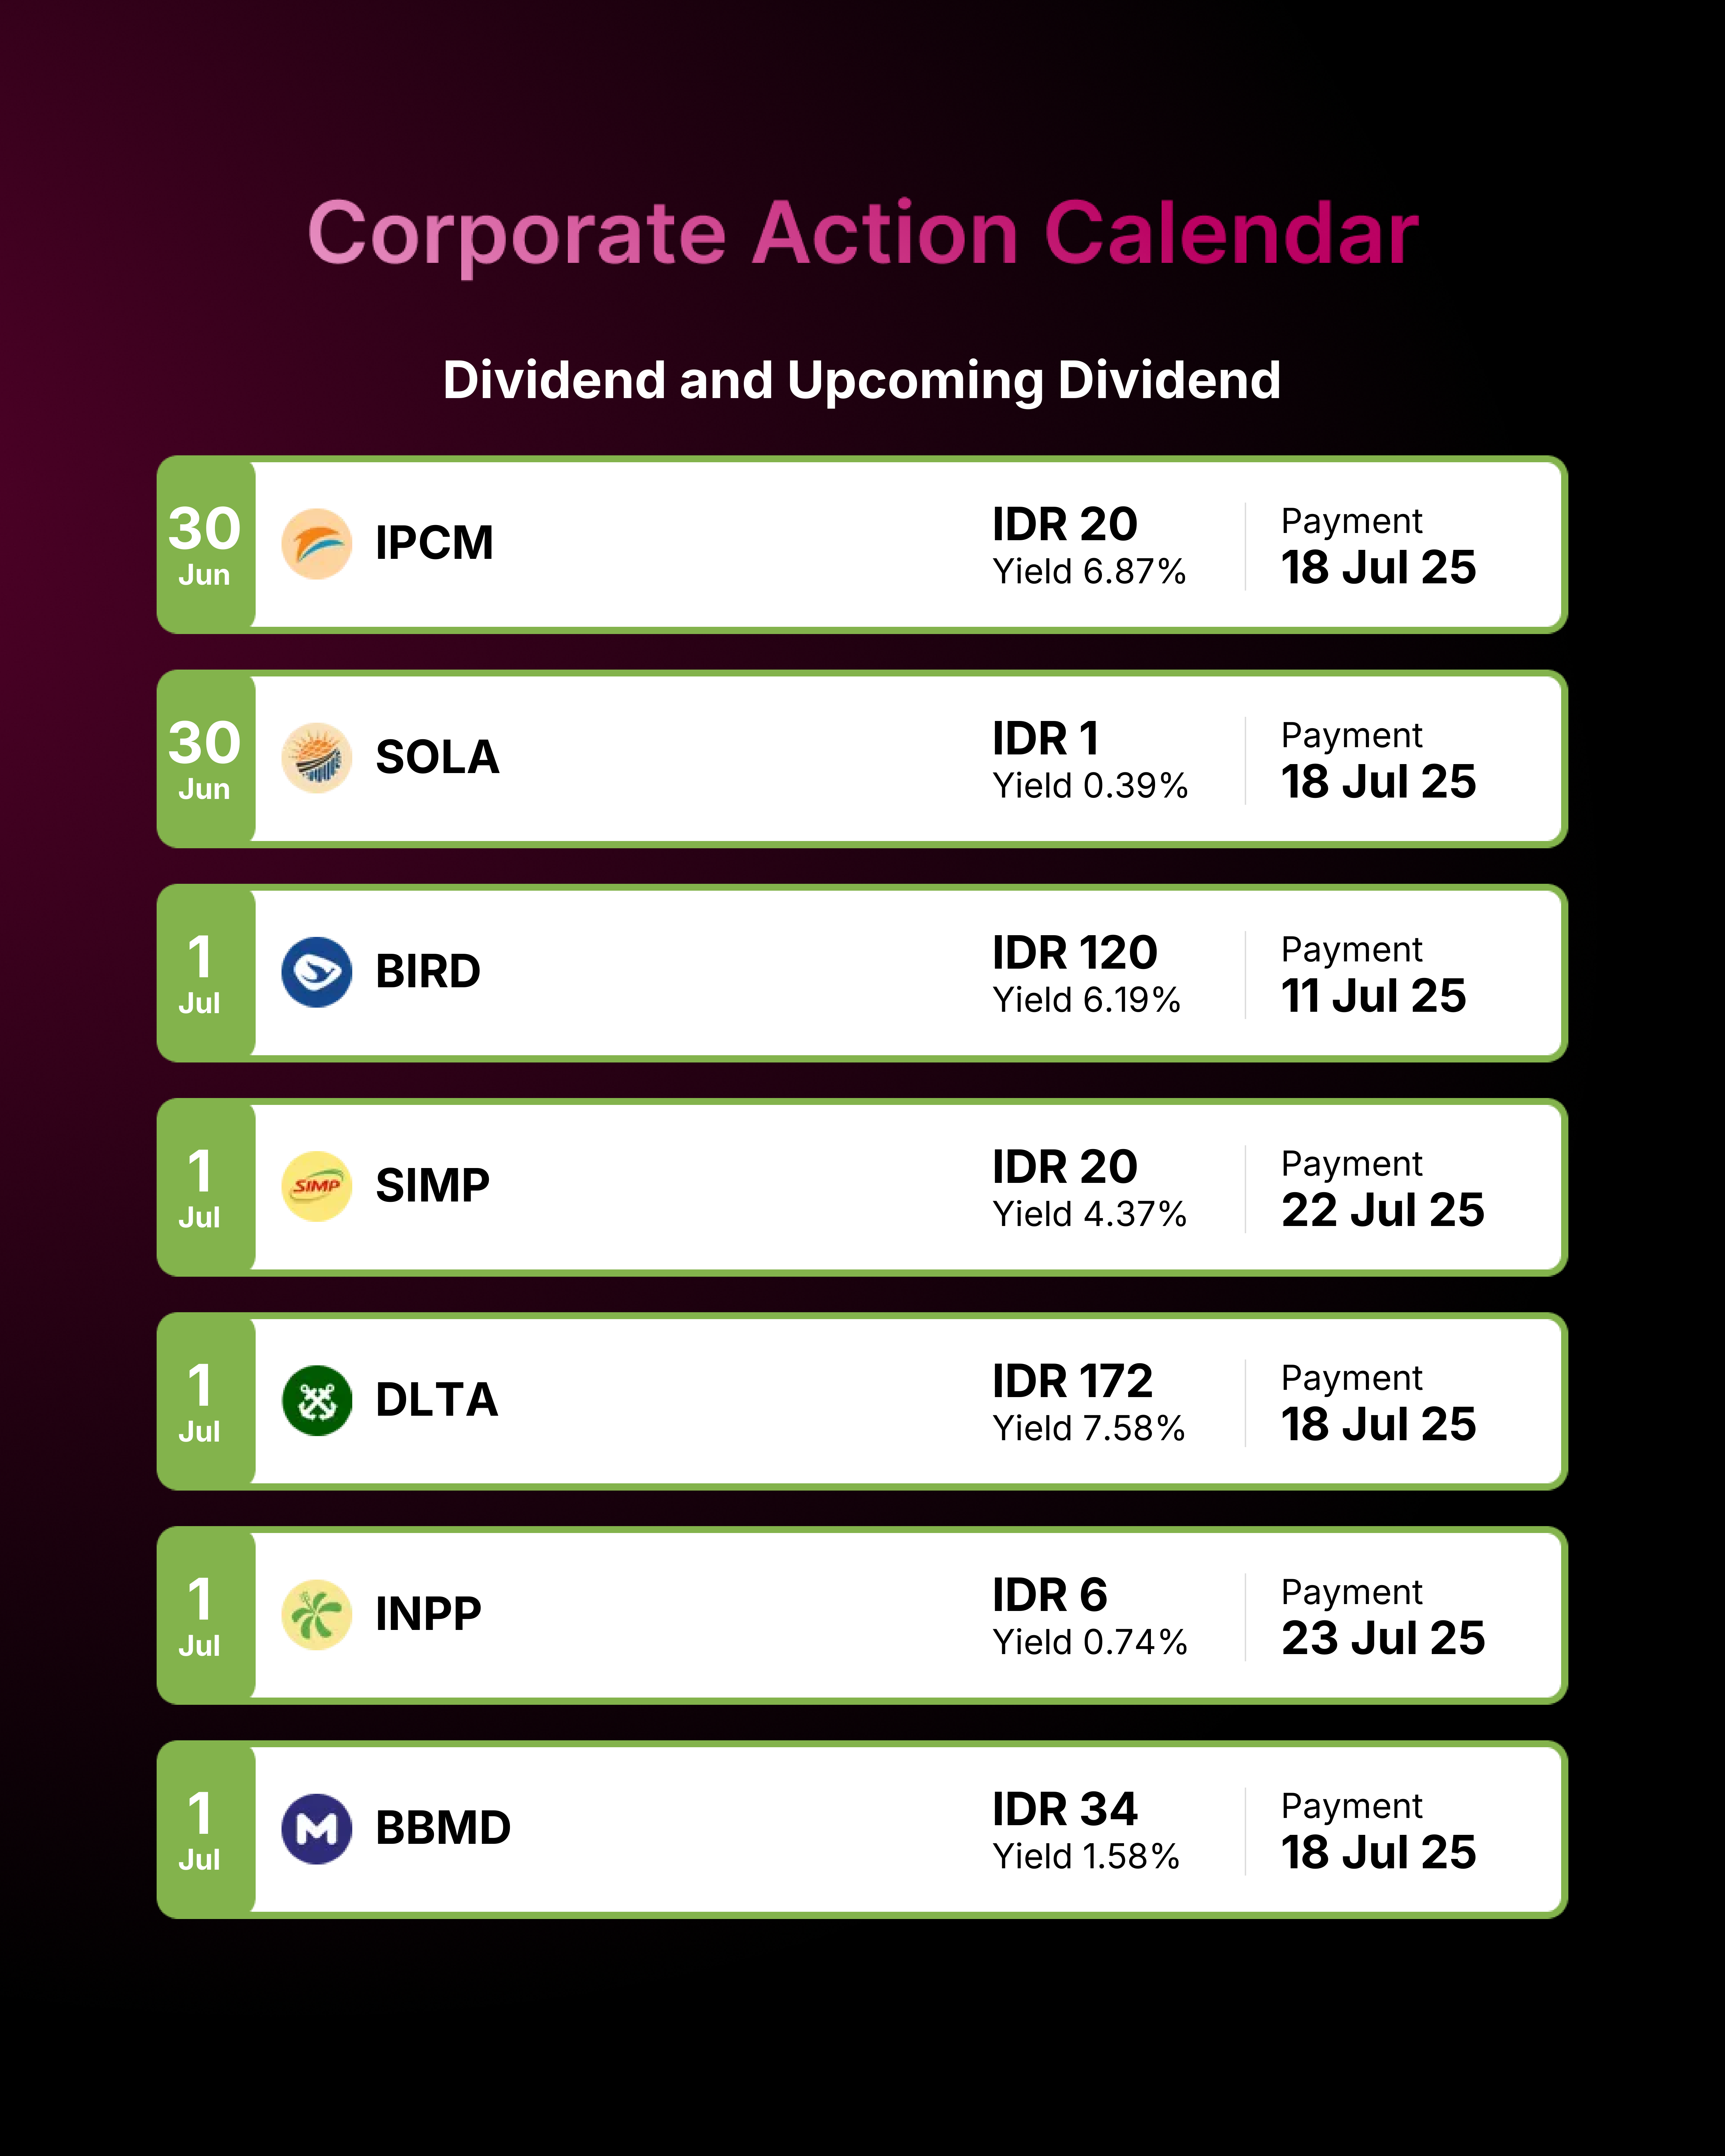 Corporate Action Calendar
Dividend and Upcoming Dividend
30
Jun
IPCM
IDR 20
Yield 6.87%
Payment
18 Jul 25
30
Jun
SOLA
IDR 1
Yield 0.39%
Payment
18 Jul 25
1
Jul
BIRD
IDR 120
Yield 6.19%
Payment
11 Jul 25
1
Jul
SIMP
SIMP
IDR 20
Yield 4.37%
Payment
22 Jul 25
1
Jul
DLTA
IDR 172
Yield 7.58%
Payment
18 Jul 25
1
Jul
INPP
IDR 6
Yield 0.74%
Payment
23 Jul 25
1
Jul
M
BBMD
IDR 34
Yield 1.58%
Payment
18 Jul 25